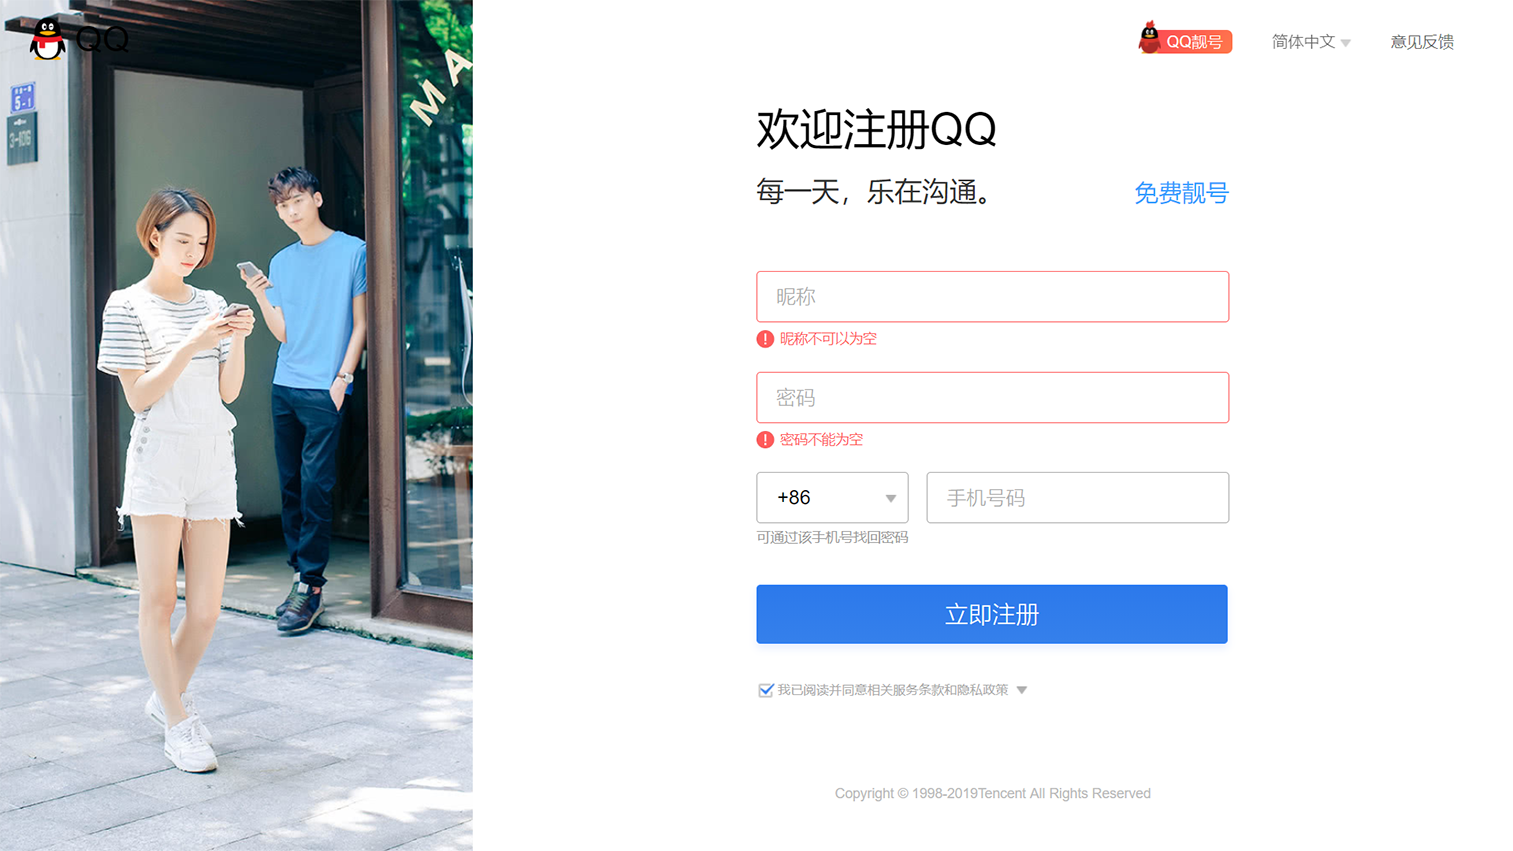 QQ
QQ靓号
简体中文
意见反馈
MA
5-1
欢迎注册QQ
每一天，乐在沟通。
免费靓号
昵称
昵称不可以为空
密码
密码不能为空
+86
手机号码
可通过该手机号找回密码
立即注册
我已阅读并同意相关服务条款和隐私政策
Copyright © 1998-2019Tencent All Rights Reserved